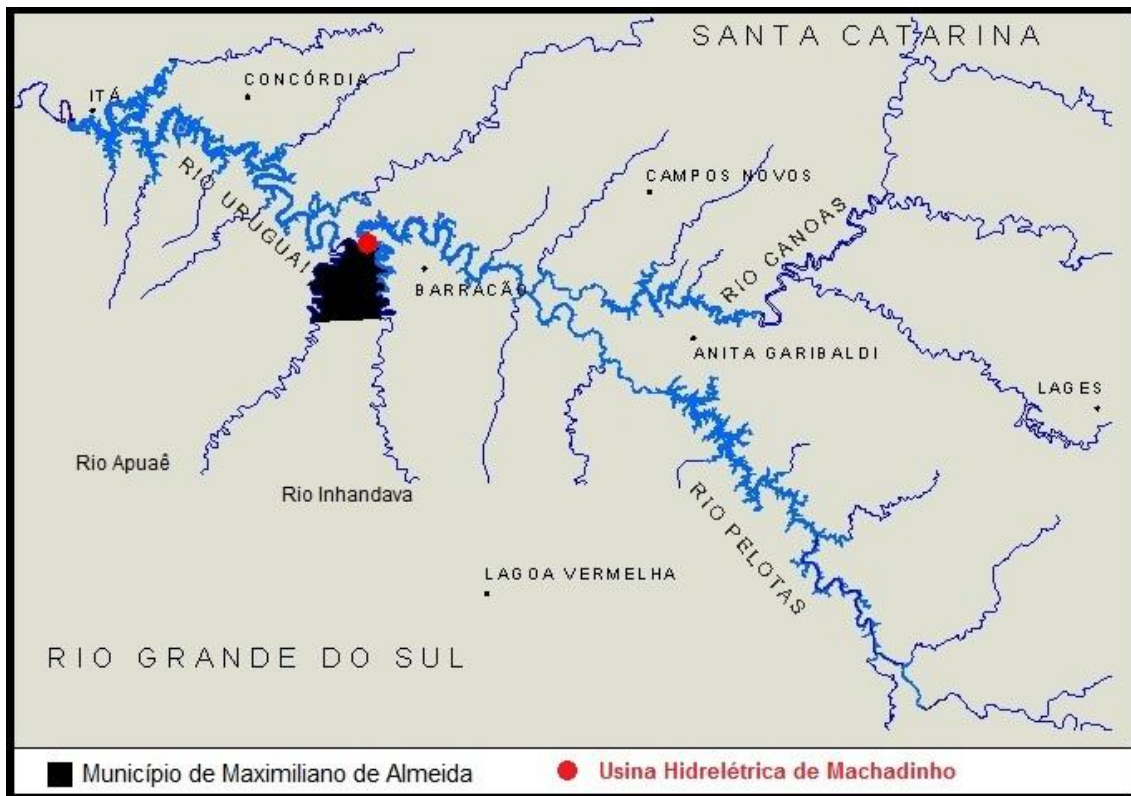 SANTA CATARINA
CONCÓRDIA
ITÁ
RIO URUGUAI
CAMPOS NOVOS
RIO CANOAS
BARRACÃO
ANITA GARIBALDI
LAGES
Rio Apuaê
Rio Inhandava
RIO PELOTAS
LAGOA VERMELHA
RIO GRANDE DO SUL
Município de Maximiliano de Almeida
Usina Hidrelétrica de Machadinho